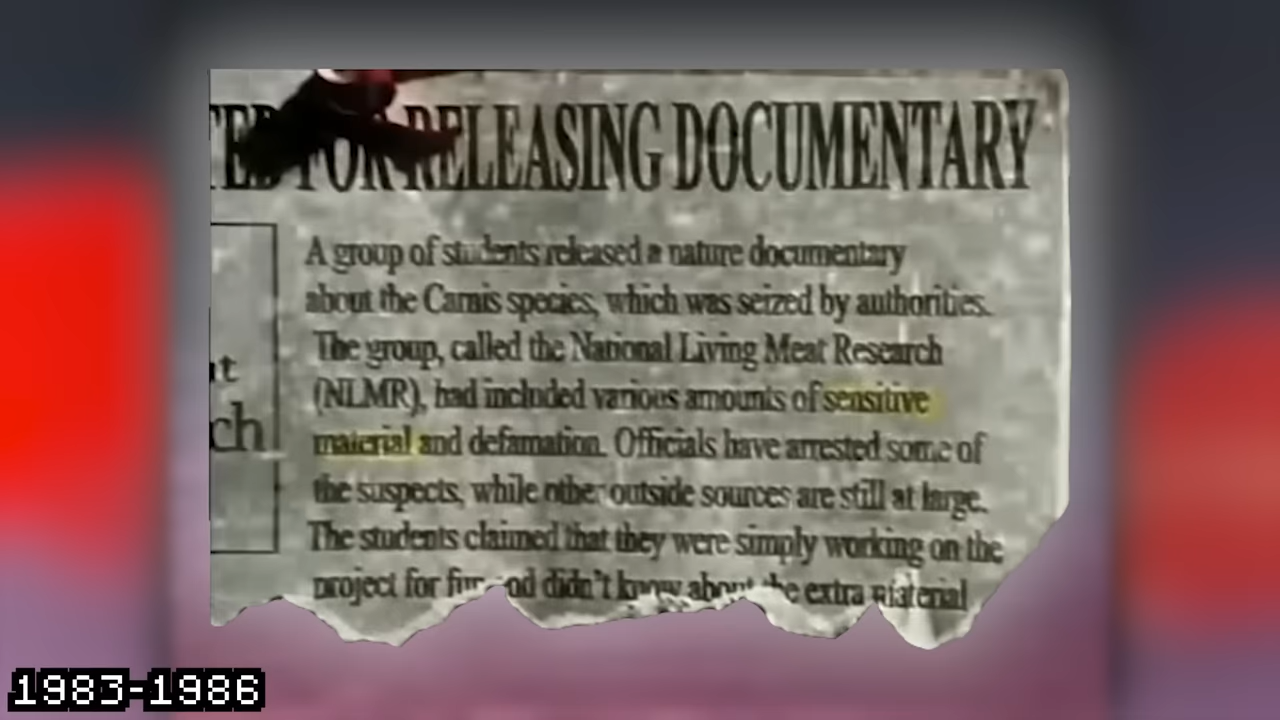 TED FOR RELEASING DOCUMENTARY
A group of students released a nature documentary
about the Carnis species, which was seized by authorities.
The group, called the National Living Meat Research
(NLMR), had included various amounts of sensitive
material and defamation. Officials have arrested some of
the suspects, while other outside sources are still at large.
The students claimed that they were simply working on the
project for didn't know about the extra material
1983-1986